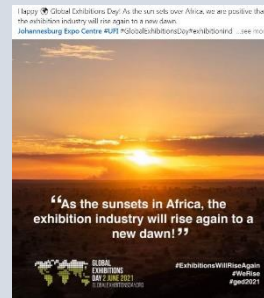 Happy 🌍 Global Exhibitions Day! As the sun sets over Africa, we are positive that
the exhibition industry will rise again to a new dawn.
Johannesburg Expo Centre #UFI #GlobalExhibitionsDay #exhibitionind ...see more
“As the sunsets in Africa, the
exhibition industry will rise again to a
new dawn!”
GLOBAL
EXHIBITIONS
DAY 2 JUNE 2021
GLOBALEXHIBITIONSDAY.ORG
#ExhibitionsWillRiseAgain
#WeRise
#ged2021